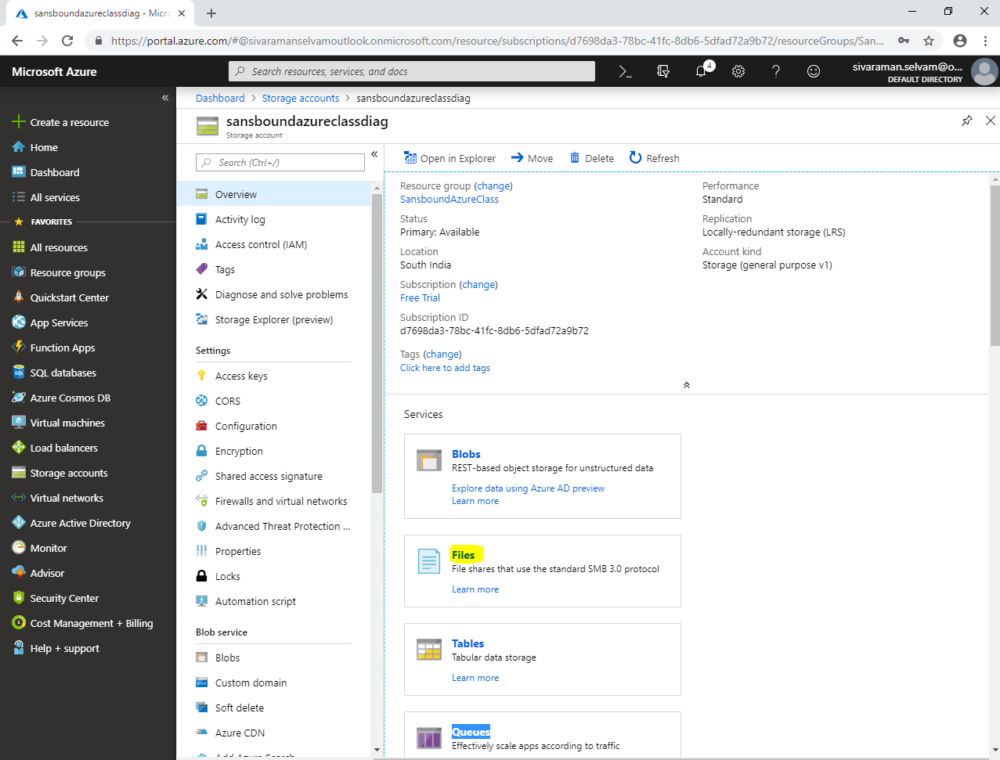 sansboundazureclassdiag - Micro
https://portal.azure.com/#@sivaramanselvamoutlook.onmicrosoft.com/resource/subscriptions/d7698da3-78bc-41fc-8db6-5dfad72a9b72/resourceGroups/San...
Microsoft Azure
Search resources, services, and docs
4
sivaraman.selvam@o...
DEFAULT DIRECTORY
Create a resource
Home
Dashboard
All services
FAVORITES
All resources
Resource groups
Quickstart Center
App Services
Function Apps
SQL databases
Azure Cosmos DB
Virtual machines
Load balancers
Storage accounts
Virtual networks
Azure Active Directory
Monitor
Advisor
Security Center
Cost Management + Billing
Help + support
Dashboard > Storage accounts > sansboundazureclassdiag
sansboundazureclassdiag
Storage account
Search (Ctrl+/)
Overview
Activity log
Access control (IAM)
Tags
Diagnose and solve problems
Storage Explorer (preview)
Settings
Access keys
CORS
Configuration
Encryption
Shared access signature
Firewalls and virtual networks
Advanced Threat Protection ...
Properties
Locks
Automation script
Blob service
Blobs
Custom domain
Soft delete
Azure CDN
Add Azure Search
Open in Explorer Move Delete Refresh
Resource group (change)
SansboundAzureClass
Status
Primary: Available
Location
South India
Subscription (change)
Free Trial
Subscription ID
d7698da3-78bc-41fc-8db6-5dfad72a9b72
Tags (change)
Click here to add tags
Performance
Standard
Replication
Locally-redundant storage (LRS)
Account kind
Storage (general purpose v1)
Services
Blobs
REST-based object storage for unstructured data
Explore data using Azure AD preview
Learn more
Files
File shares that use the standard SMB 3.0 protocol
Learn more
Tables
Tabular data storage
Learn more
Queues
Effectively scale apps according to traffic